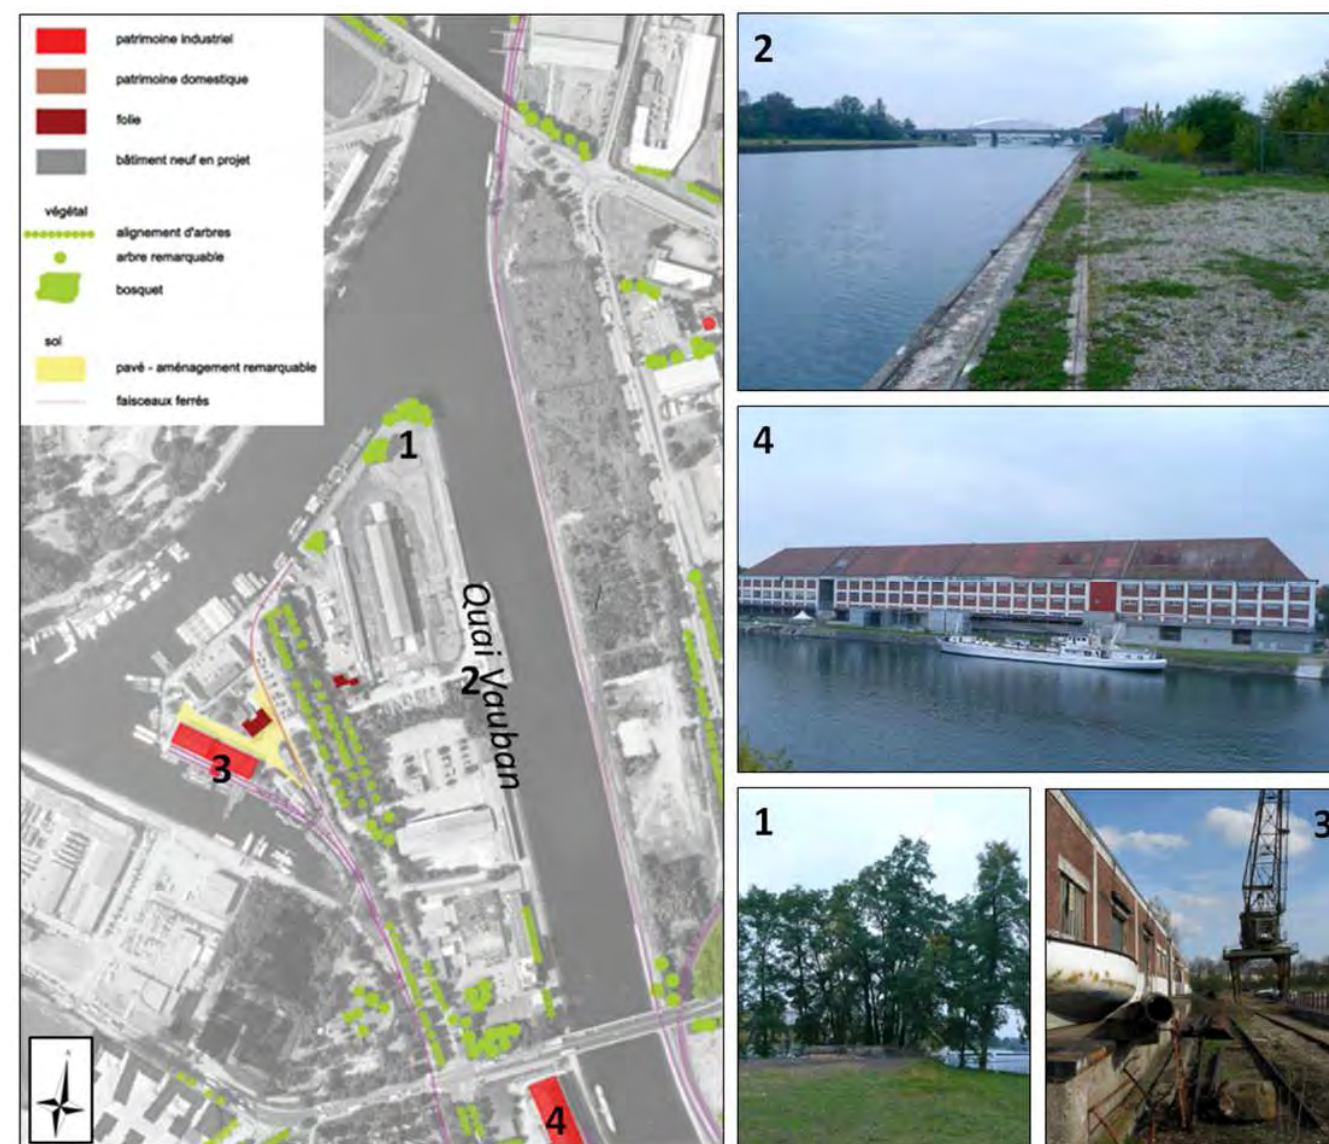 patrimoine industriel
patrimoine domestique
folie
bâtiment neuf en projet
végétal
alignement d'arbres
arbre remarquable
bosquet
sol
pavé - aménagement remarquable
faisceaux ferrés
1
Quai Vauban
2
3
4
N
2
4
1
3